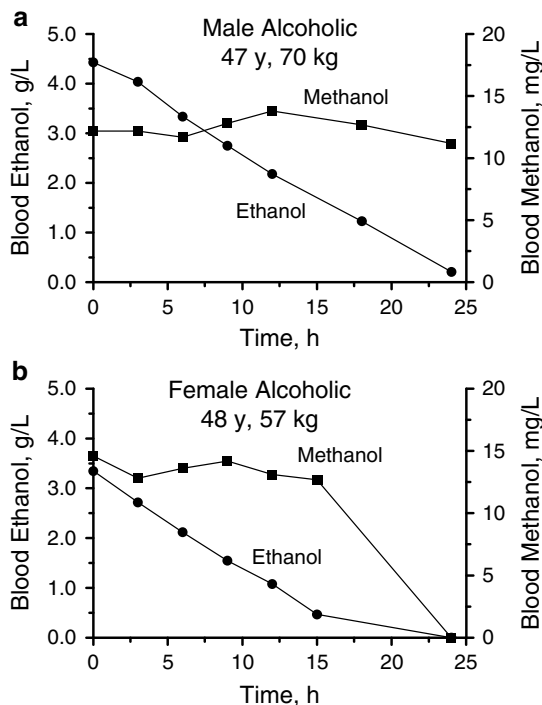 a
Male Alcoholic
47 y, 70 kg
Blood Ethanol, g/L
5.0
4.0
3.0
2.0
1.0
0.0
Methanol
Ethanol
20
15
10
5
0
Blood Methanol, mg/L
0 5 10 15 20 25
Time, h
b
Female Alcoholic
48 y, 57 kg
Blood Ethanol, g/L
5.0
4.0
3.0
2.0
1.0
0.0
Methanol
Ethanol
20
15
10
5
0
Blood Methanol, mg/L
0 5 10 15 20 25
Time, h